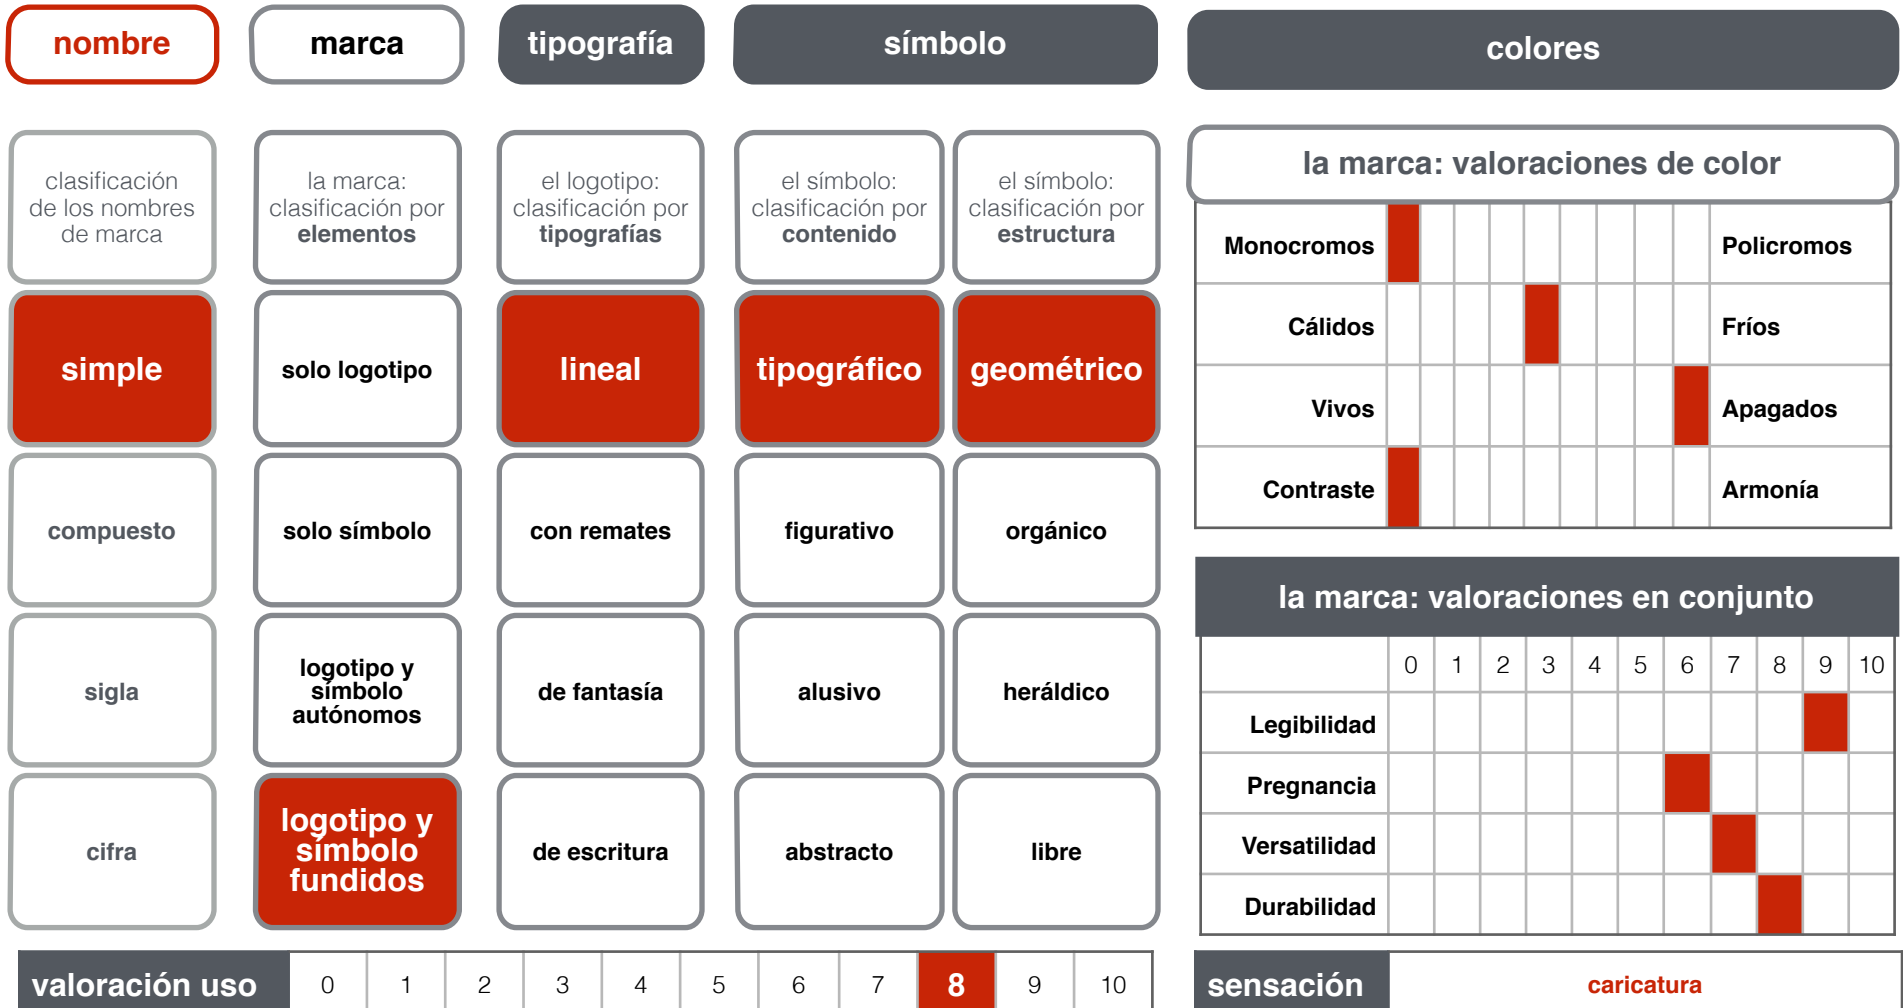 nombre
marca
tipografía
símbolo
colores
clasificación
de los nombres
de marca
la marca:
clasificación por
elementos
el logotipo:
clasificación por
tipografías
el símbolo:
clasificación por
contenido
el símbolo:
clasificación por
estructura
simple
solo logotipo
lineal
tipográfico
geométrico
compuesto
solo símbolo
con remates
figurativo
orgánico
sigla
logotipo y
símbolo
autónomos
de fantasía
alusivo
heráldico
cifra
logotipo y
símbolo
fundidos
de escritura
abstracto
libre
valoración uso 0 1 2 3 4 5 6 7 8 9 10
la marca: valoraciones de color
Monocromos Policromos
Cálidos Fríos
Vivos Apagados
Contraste Armonía
la marca: valoraciones en conjunto
0 1 2 3 4 5 6 7 8 9 10
Legibilidad
Pregnancia
Versatilidad
Durabilidad
sensación caricatura